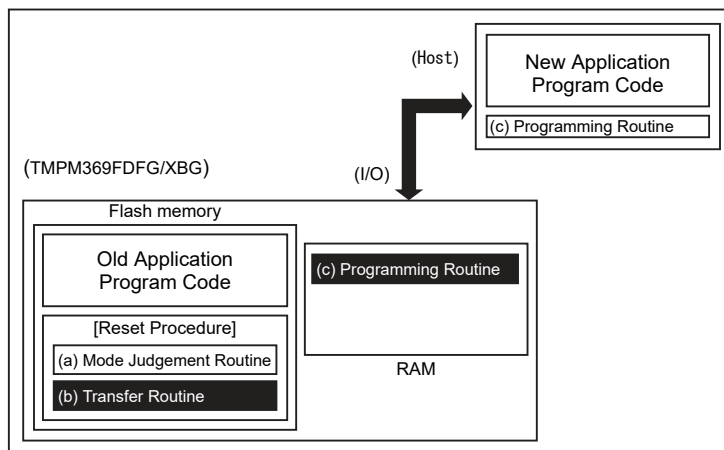 (Host)
New Application
Program Code
(c) Programming Routine
(TMPM369FDFG/XBG)
(I/O)
Flash memory
Old Application
Program Code
[Reset Procedure]
(a) Mode Judgement Routine
(b) Transfer Routine
(c) Programming Routine
RAM